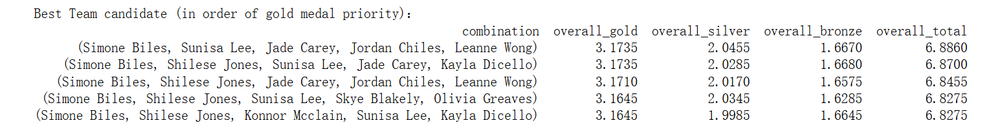 Best Team candidate (in order of gold medal priority):
combination overall_gold overall_silver overall_bronze overall_total
(Simone Biles, Sunisa Lee, Jade Carey, Jordan Chiles, Leanne Wong) 3.1735 2.0455 1.6670 6.8860
(Simone Biles, Shilese Jones, Sunisa Lee, Jade Carey, Kayla Dicello) 3.1735 2.0285 1.6680 6.8700
(Simone Biles, Shilese Jones, Jade Carey, Jordan Chiles, Leanne Wong) 3.1710 2.0170 1.6575 6.8455
(Simone Biles, Shilese Jones, Sunisa Lee, Skye Blakely, Olivia Greaves) 3.1645 2.0345 1.6285 6.8275
(Simone Biles, Shilese Jones, Konnor Mcclain, Sunisa Lee, Kayla Dicello) 3.1645 1.9985 1.6645 6.8275